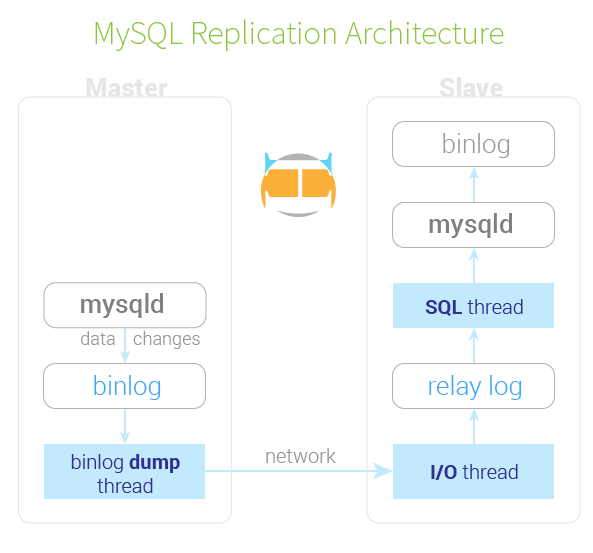 MySQL Replication Architecture
Master
mysqld
data changes
binlog
binlog dump
thread
network
Slave
binlog
mysqld
SQL thread
relay log
I/O thread